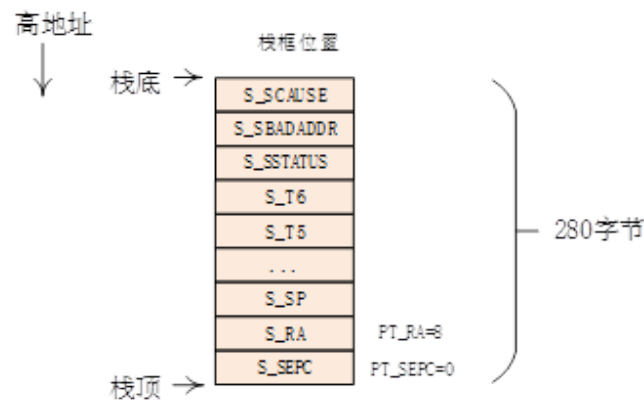 高地址
栈框位置
栈底
S_SCAUSE
S_SBADADDR
S_SSTATUS
S_T6
S_T5
...
S_SP
S_RA PT_RA=8
S_SEPC PT_SEPC=0
栈顶
280字节